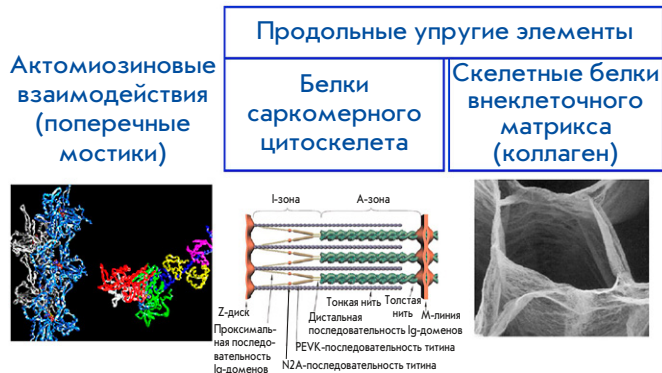 Продольные упругие элементы
Актомиозиновые
взаимодействия
(поперечные
мостики)
Белки
саркомерного
цитоскелета
Скелетные белки
внеклеточного
матрикса
(коллаген)
I-зона
А-зона
Z-диск
Тонкая нить
Толстая
нить
М-линия
Проксималь-
ная последо-
вательность
Ig-доменов
Дистальная
последовательность Ig-доменов
PEVK-последовательность титина
N2A-последовательность титина